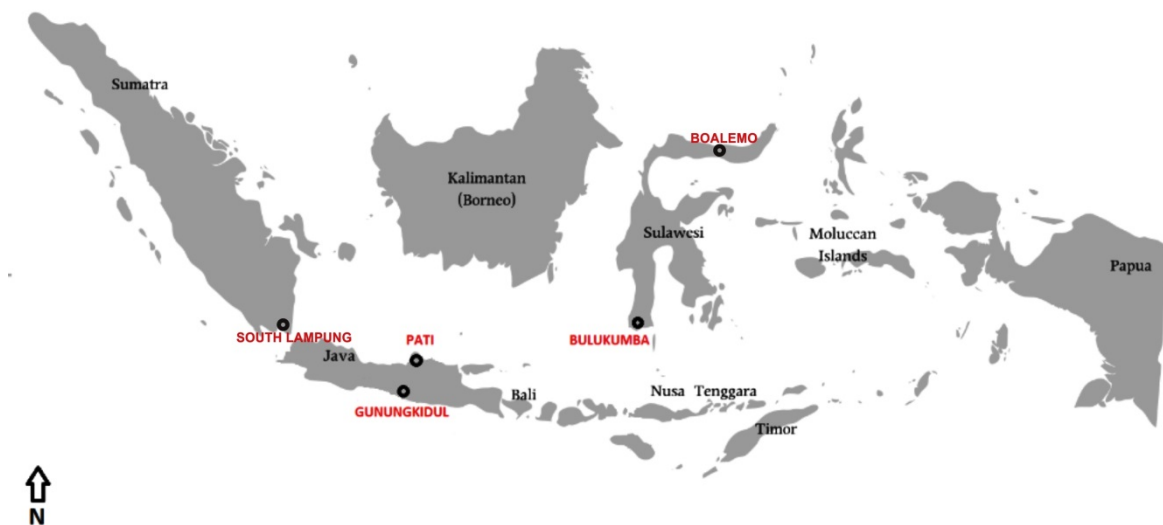 Sumatra
BOALEMO
Kalimantan
(Borneo)
Sulawesi
Moluccan
Islands
Papua
SOUTH LAMPUNG
PATI
BULUKUMBA
Java
GUNUNGKIDUL
Bali
Nusa Tenggara
Timor
N